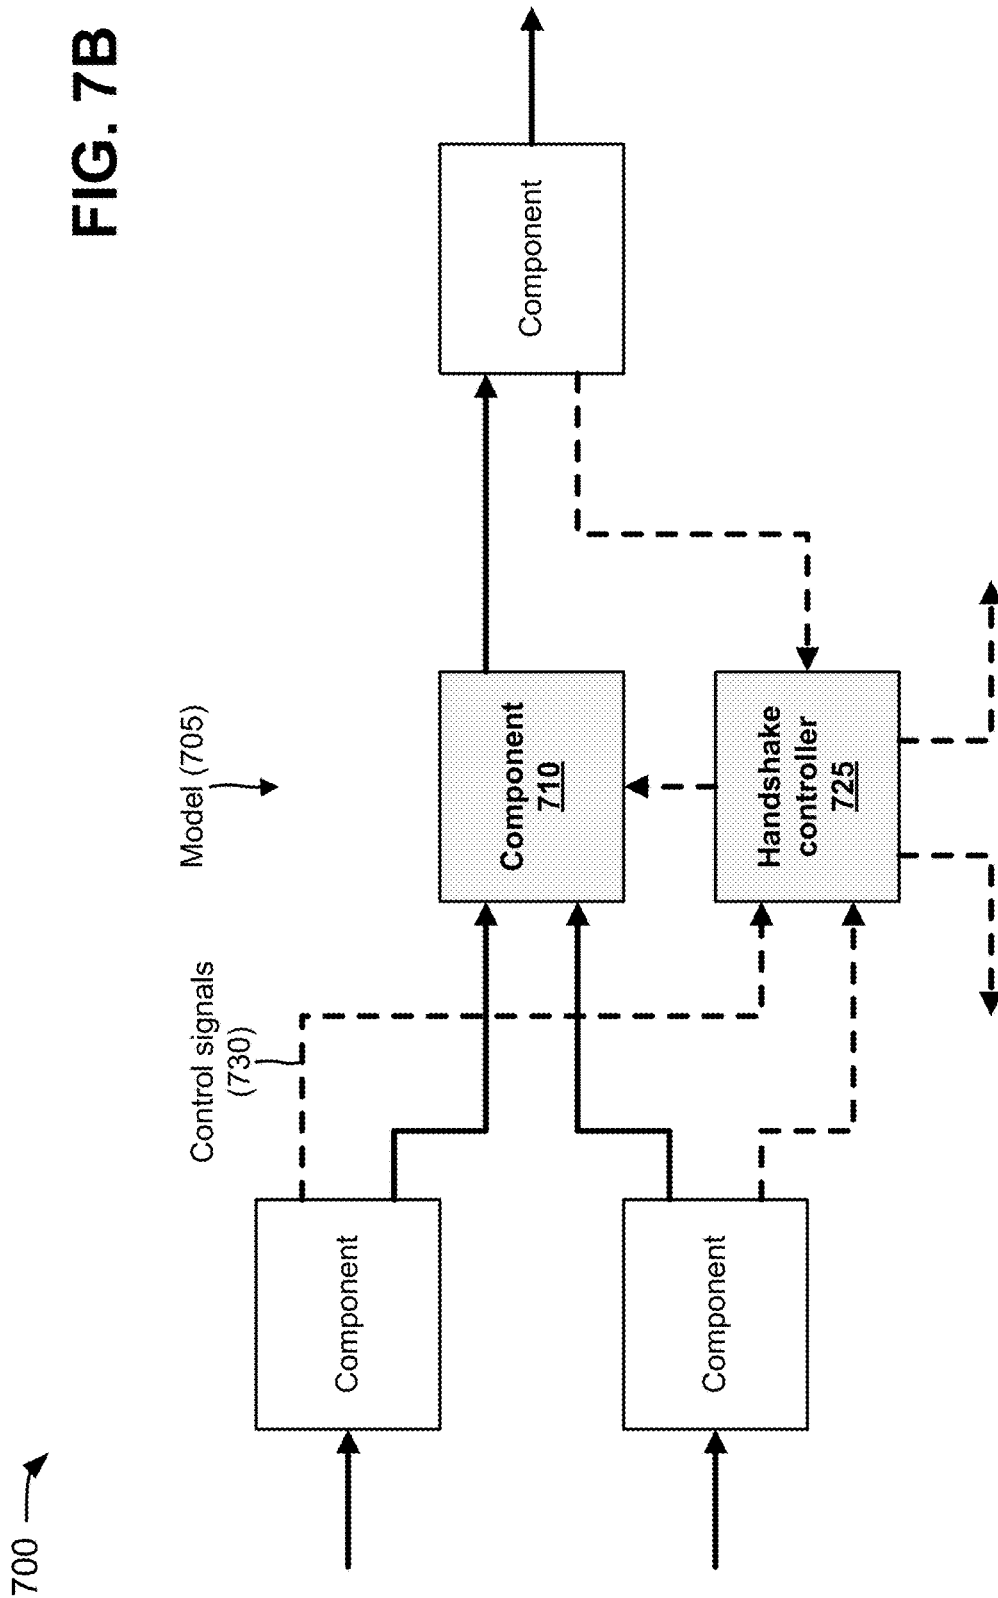 700
FIG. 7B
Model (705)
Control signals
(730)
Component
Component
Component
710
Component
Handshake
controller
725